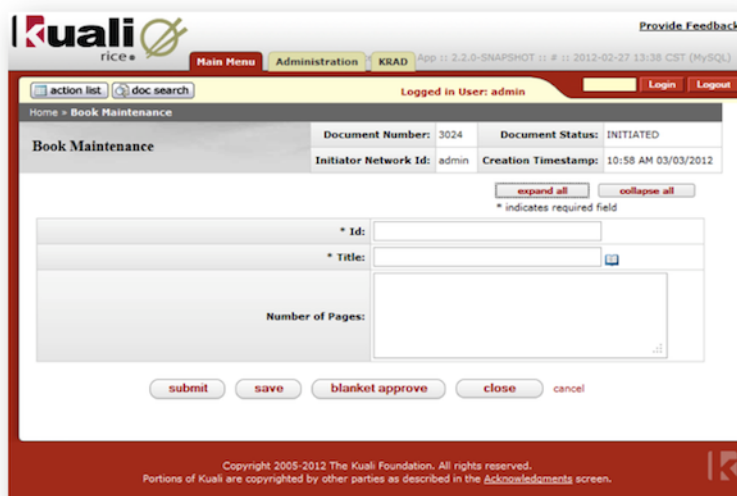 Kuali
rice
Provide Feedback
Main Menu Administration KRAD App :: 2.2.0-SNAPSHOT :: # :: 2012-02-27 13:38 CST (MySQL)
action list doc search Logged in User: admin Login Logout
Home » Book Maintenance
Book Maintenance
Document Number: 3024 Document Status: INITIATED
Initiator Network Id: admin Creation Timestamp: 10:58 AM 03/03/2012
expand all collapse all
* indicates required field
* Id:
* Title:
Number of Pages:
submit save blanket approve close cancel
Copyright 2005-2012 The Kuali Foundation. All rights reserved.
Portions of Kuali are copyrighted by other parties as described in the Acknowledgments screen.